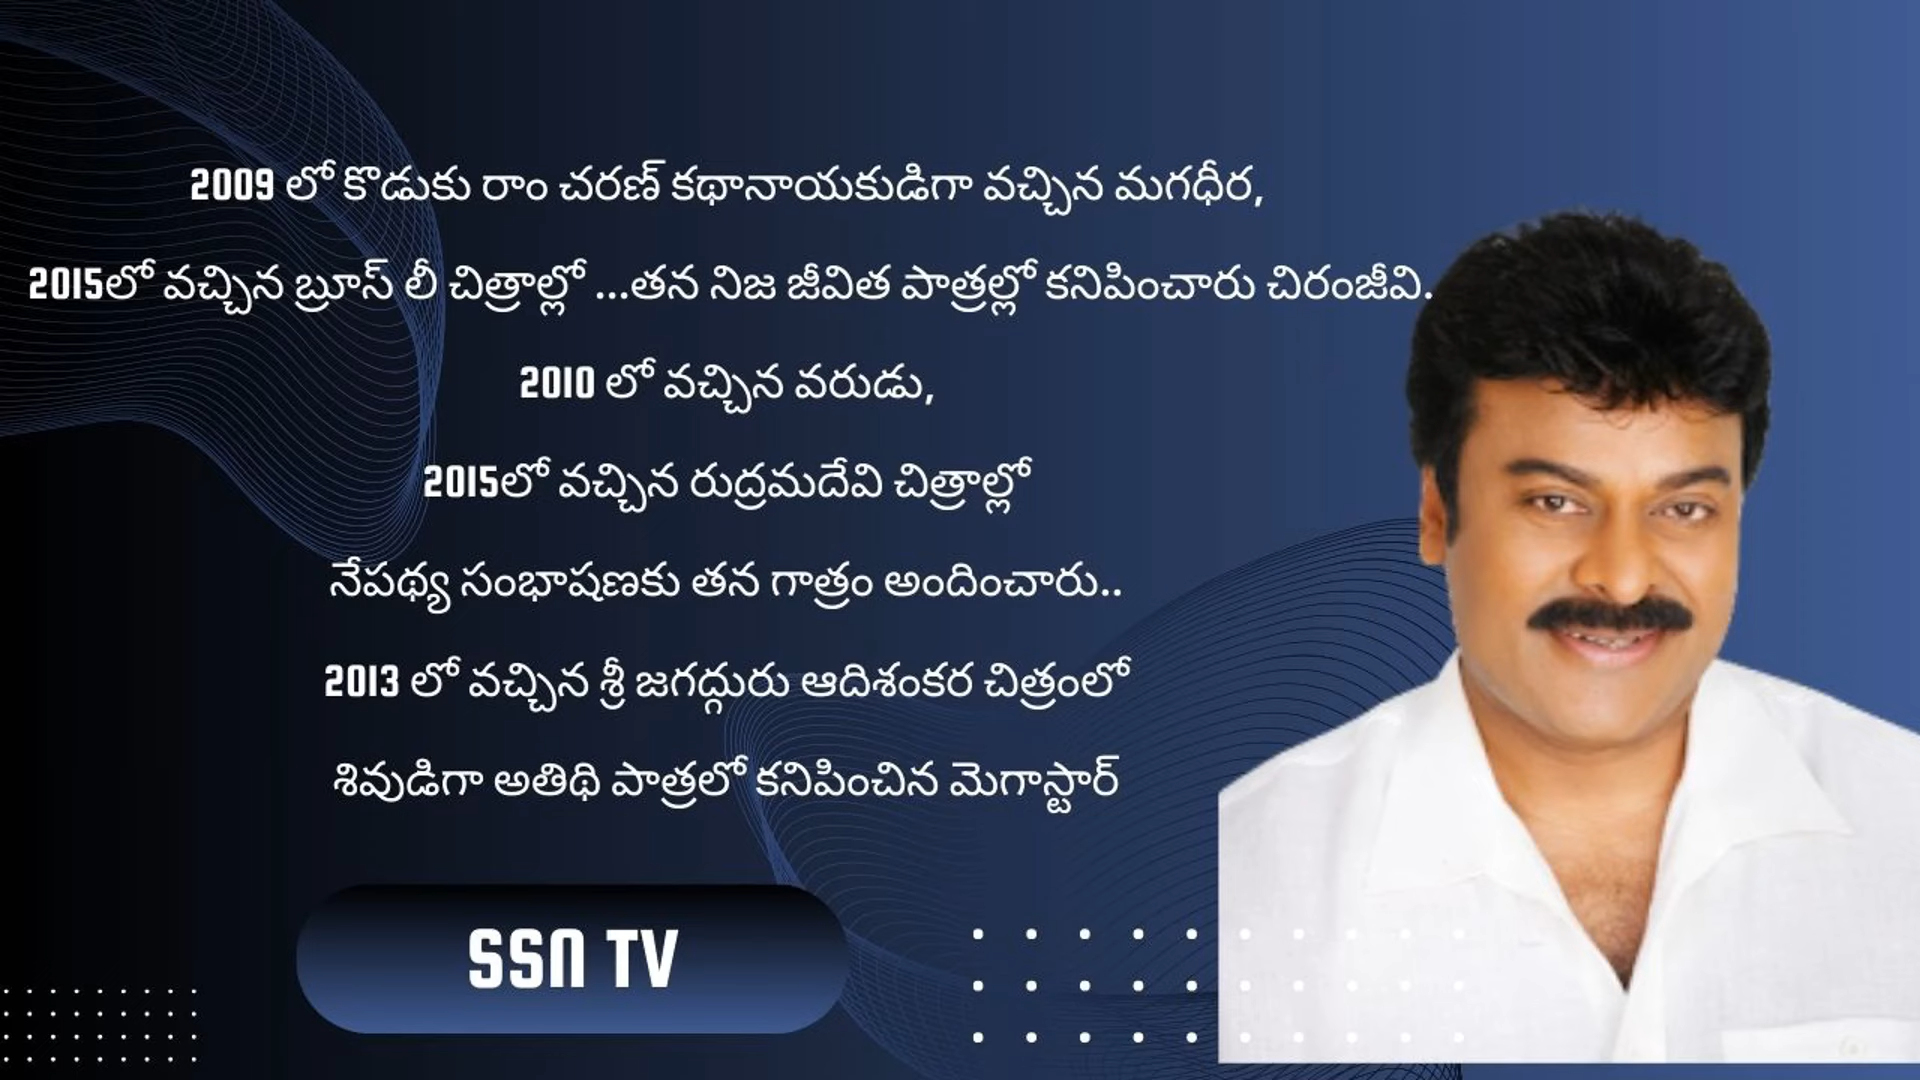 2009 లో కొడుకు రాం చరణ్ కథానాయకుడిగా వచ్చిన మగధీర,
2015లో వచ్చిన బ్రూస్ లీ చిత్రాల్లో ...తన నిజ జీవిత పాత్రల్లో కనిపించారు చిరంజీవి.
2010 లో వచ్చిన వరుడు,
2015లో వచ్చిన రుద్రమదేవి చిత్రాల్లో
నేపథ్య సంభాషణకు తన గాత్రం అందించారు..
2013 లో వచ్చిన శ్రీ జగద్గురు ఆదిశంకర చిత్రంలో
శివుడిగా అతిథి పాత్రలో కనిపించిన మెగాస్టార్
SSN TV